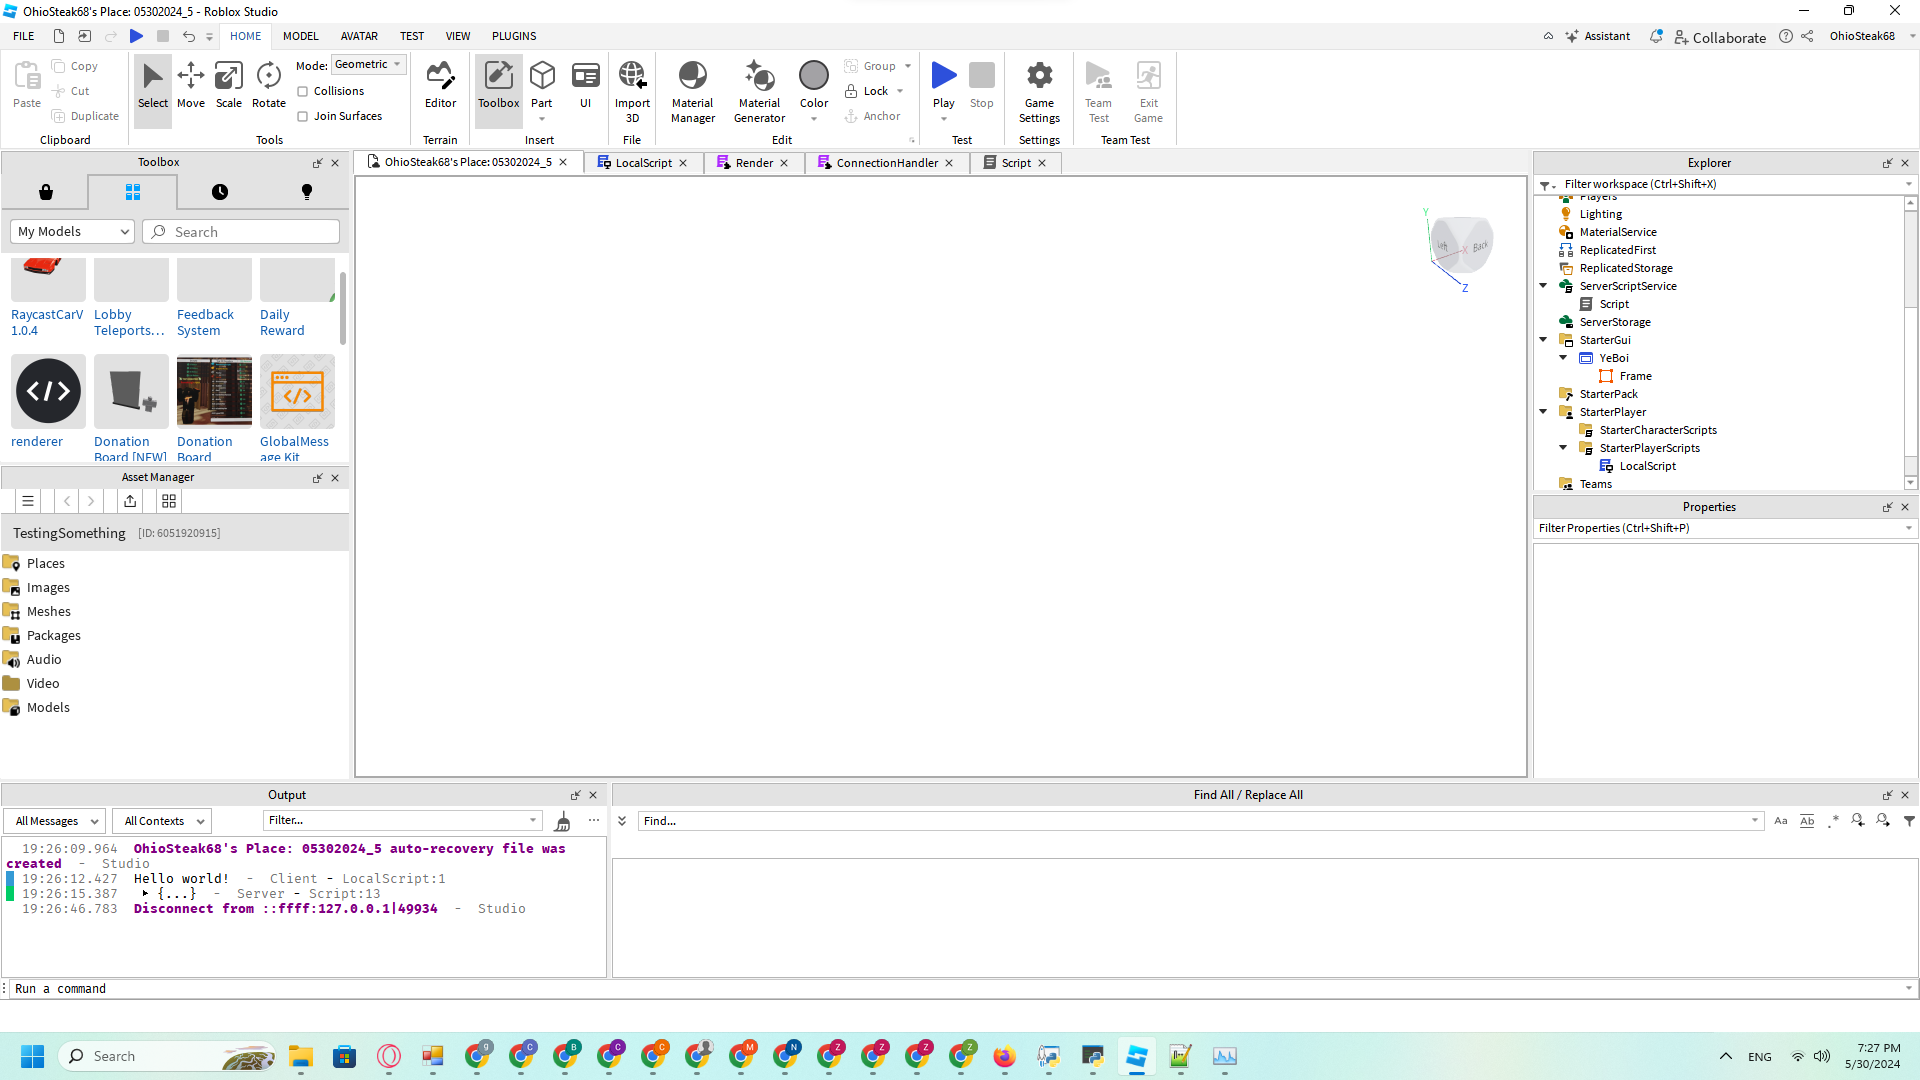 OhioSteak68's Place: 05302024_5 - Roblox Studio
FILE HOME MODEL AVATAR TEST VIEW PLUGINS Assistant Collaborate OhioSteak68
Paste Copy Cut Duplicate Clipboard
Select Move Scale Rotate Mode: Geometric Collisions Join Surfaces Tools
Editor Terrain
Toolbox Part UI Insert
Import 3D File
Material Manager Material Generator Color Group Lock Anchor Edit
Play Stop Test
Game Settings Settings
Team Test Exit Game Team Test
Toolbox
My Models Search
RaycastCarV 1.0.4
Lobby Teleports...
Feedback System
Daily Reward
renderer
Donation Board [NEW]
Donation Board
GlobalMess age Kit
Asset Manager
TestingSomething [ID: 6051920915]
Places
Images
Meshes
Packages
Audio
Video
Models
OhioSteak68's Place: 05302024_5 LocalScript Render ConnectionHandler Script
Y
Left X Back
Z
Explorer
Filter workspace (Ctrl+Shift+X)
Players
Lighting
MaterialService
ReplicatedFirst
ReplicatedStorage
ServerScriptService
Script
ServerStorage
StarterGui
YeBoi
Frame
StarterPack
StarterPlayer
StarterCharacterScripts
StarterPlayerScripts
LocalScript
Teams
Properties
Filter Properties (Ctrl+Shift+P)
Output
All Messages All Contexts Filter...
19:26:09.964 OhioSteak68's Place: 05302024_5 auto-recovery file was
created - Studio
19:26:12.427 Hello world! - Client - LocalScript:1
19:26:15.387 {...} - Server - Script:13
19:26:46.783 Disconnect from ::ffff:127.0.0.1|49934 - Studio
Find All / Replace All
Find... Aa Ab .*
Run a command
Search 9 C B C C M N Z Z Z Z ENG 7:27 PM
5/30/2024